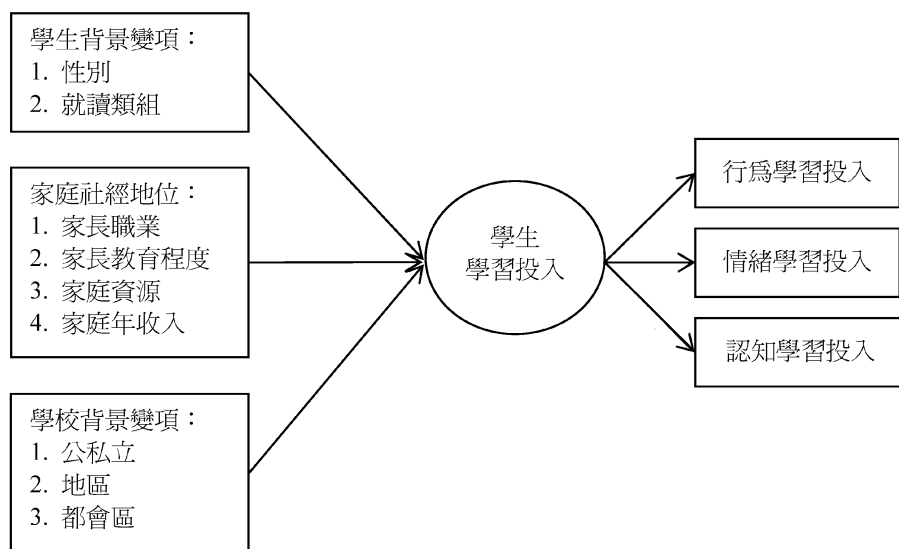 學生背景變項：
1. 性別
2. 就讀類組
家庭社經地位：
1. 家長職業
2. 家長教育程度
3. 家庭資源
4. 家庭年收入
學校背景變項：
1. 公私立
2. 地區
3. 都會區
學生
學習投入
行為學習投入
情緒學習投入
認知學習投入